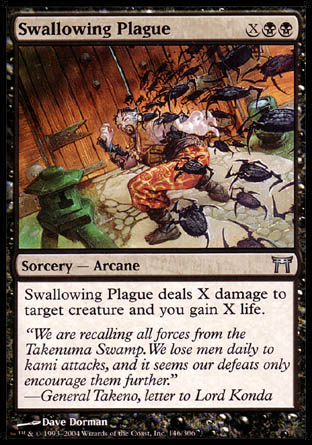 Swallowing Plague X
Sorcery — Arcane
Swallowing Plague deals X damage to
target creature and you gain X life.
“We are recalling all forces from the
Takenuma Swamp. We lose men daily to
kami attacks, and it seems our defeats only
encourage them further.”
—General Takeno, letter to Lord Konda
Dave Dorman
™ & © 1993–2004 Wizards of the Coast, Inc. 146/306